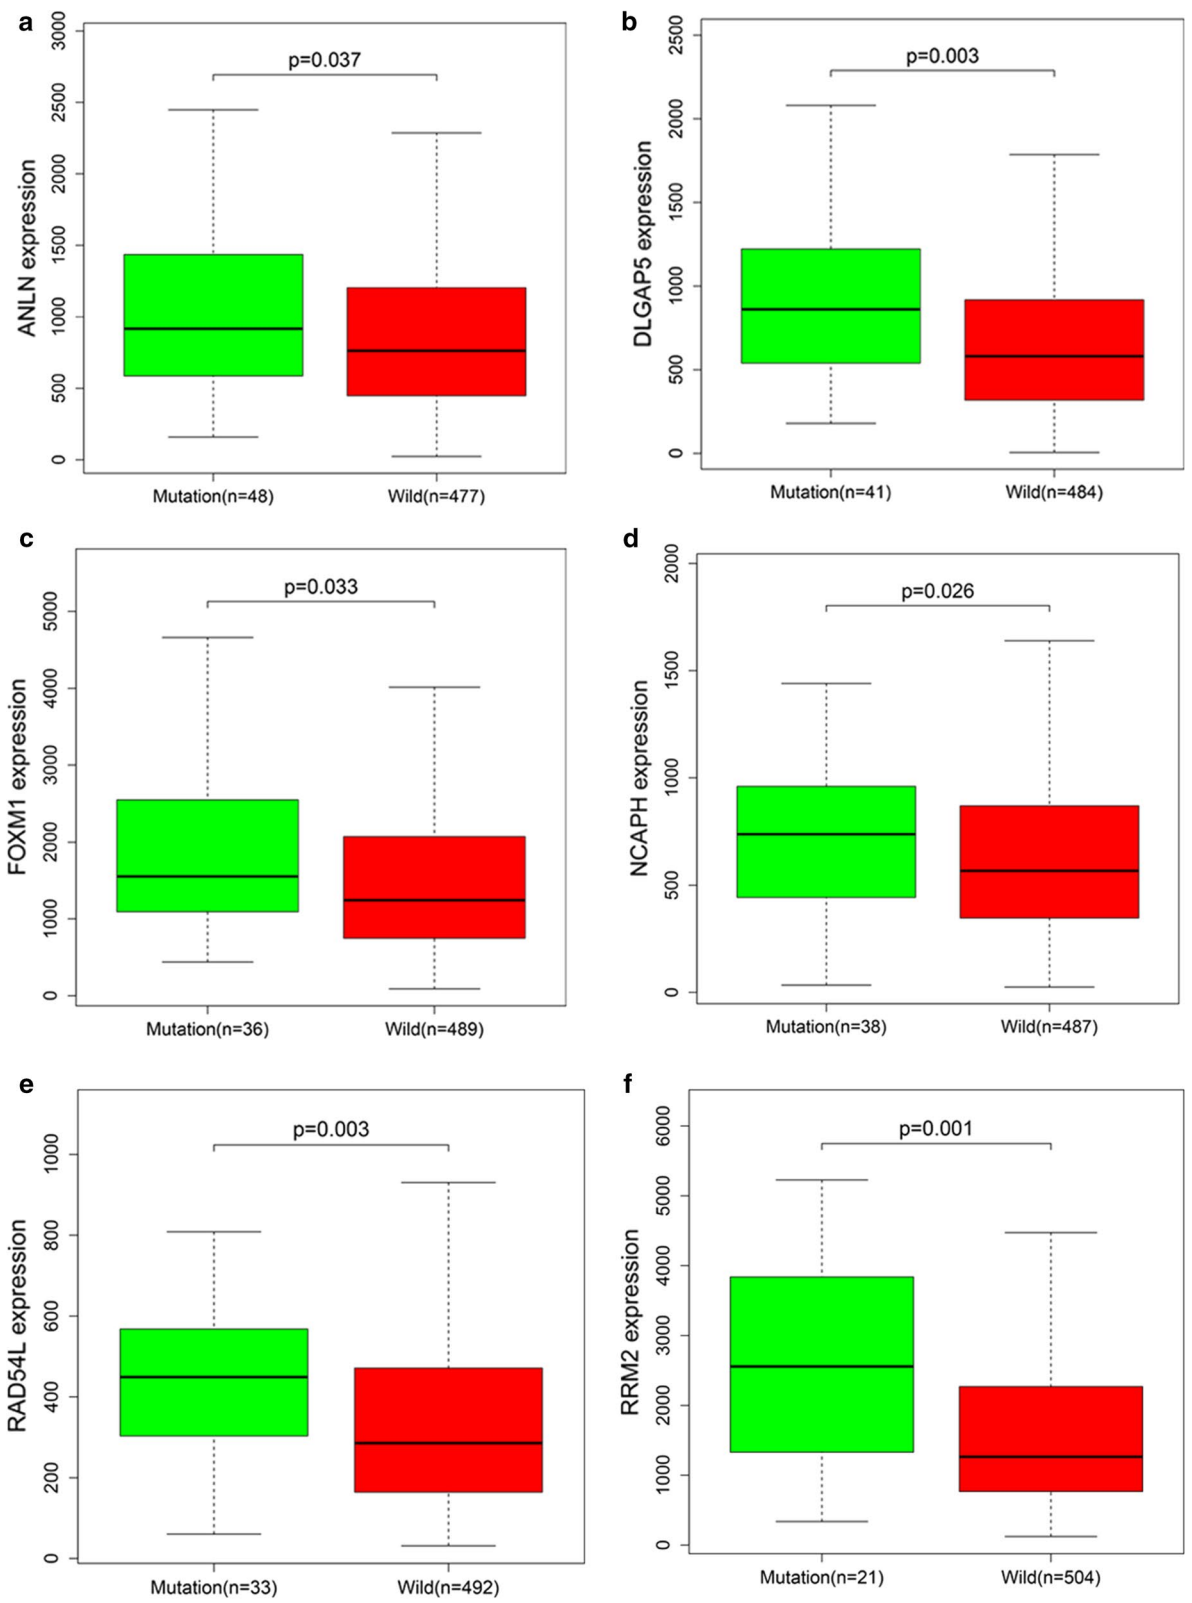 a
ANLN expression
3000
2500
2000
1500
1000
500
0
p=0.037
Mutation(n=48)
Wild(n=477)
b
DLGAP5 expression
2500
2000
1500
1000
500
0
p=0.003
Mutation(n=41)
Wild(n=484)
c
FOXM1 expression
5000
4000
3000
2000
1000
0
p=0.033
Mutation(n=36)
Wild(n=489)
d
NCAPH expression
2000
1500
1000
500
0
p=0.026
Mutation(n=38)
Wild(n=487)
e
RAD54L expression
1000
800
600
400
200
0
p=0.003
Mutation(n=33)
Wild(n=492)
f
RRM2 expression
6000
5000
4000
3000
2000
1000
0
p=0.001
Mutation(n=21)
Wild(n=504)